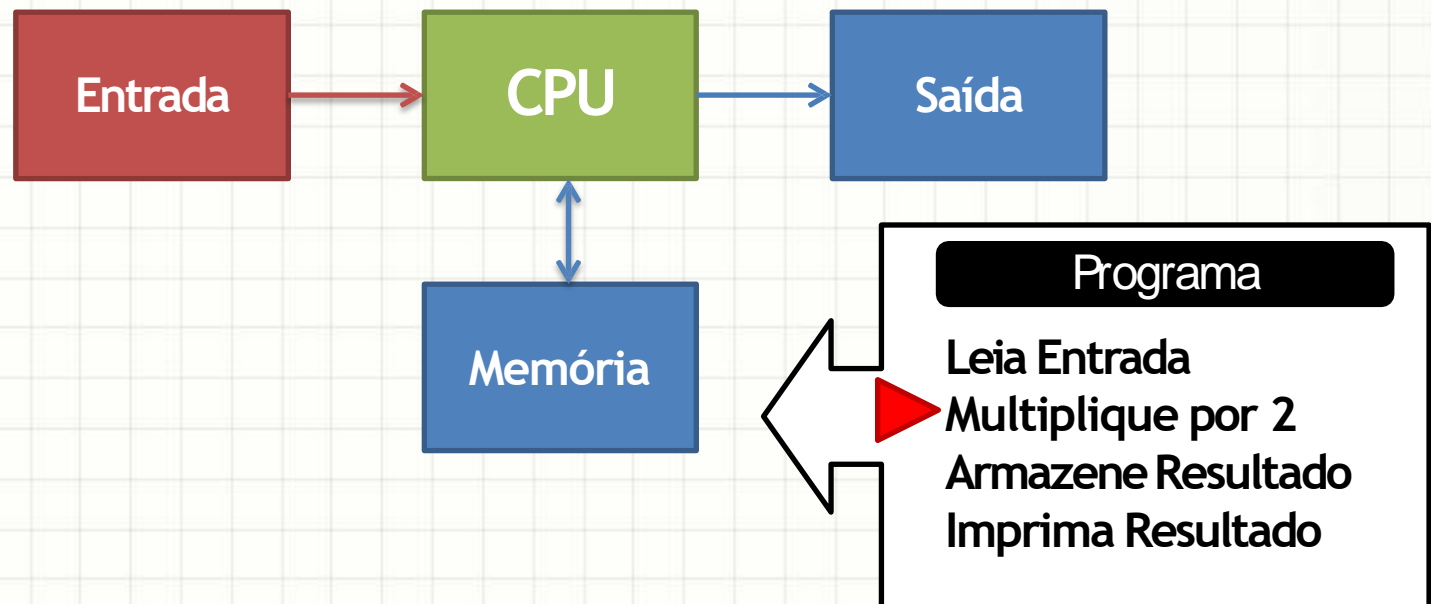 Entrada
CPU
Saída
Memória
Programa
Leia Entrada
Multiplique por 2
Armazene Resultado
Imprima Resultado